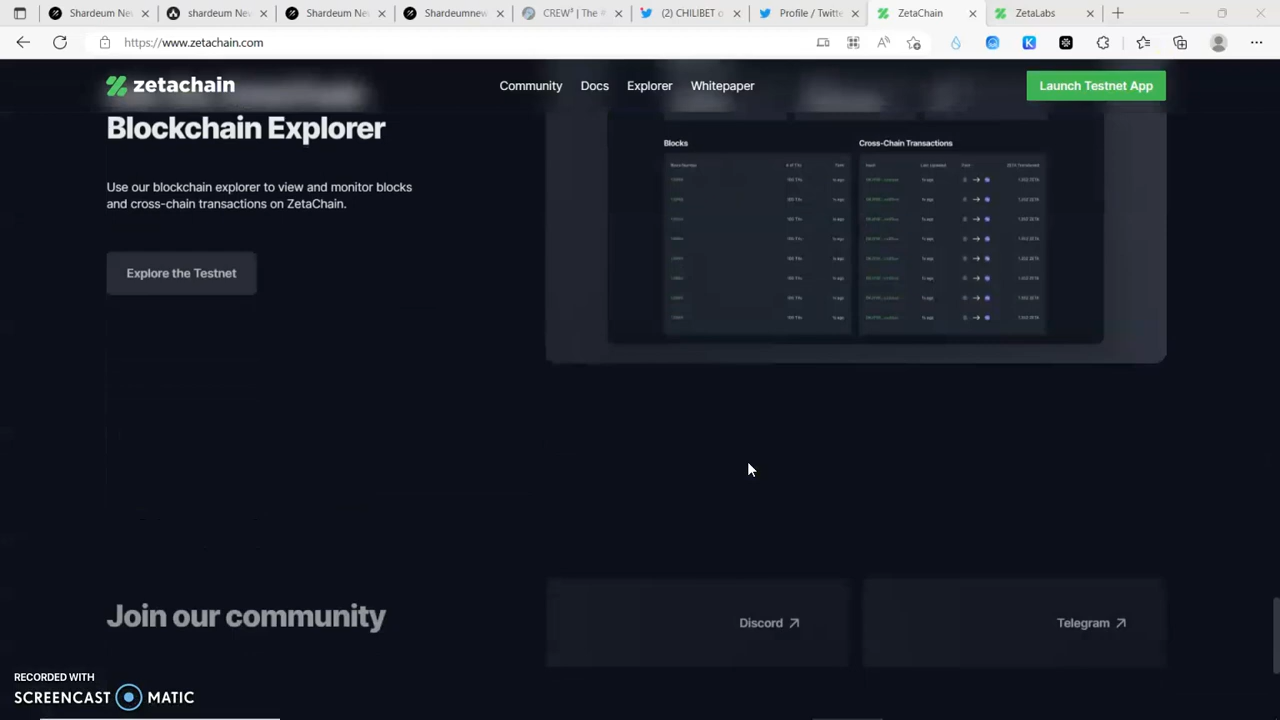 Shardeum Ne
shardeum Nev
Shardeum Ne
Shardeumnew
CREW³ | The #
(2) CHILIBET o
Profile / Twitte
ZetaChain
ZetaLabs
https://www.zetachain.com
zetachain
Community
Docs
Explorer
Whitepaper
Launch Testnet App
Blockchain Explorer
Use our blockchain explorer to view and monitor blocks
and cross-chain transactions on ZetaChain.
Explore the Testnet
Blocks
Cross-Chain Transactions
Join our community
Discord
Telegram
RECORDED WITH
SCREENCAST MATIC